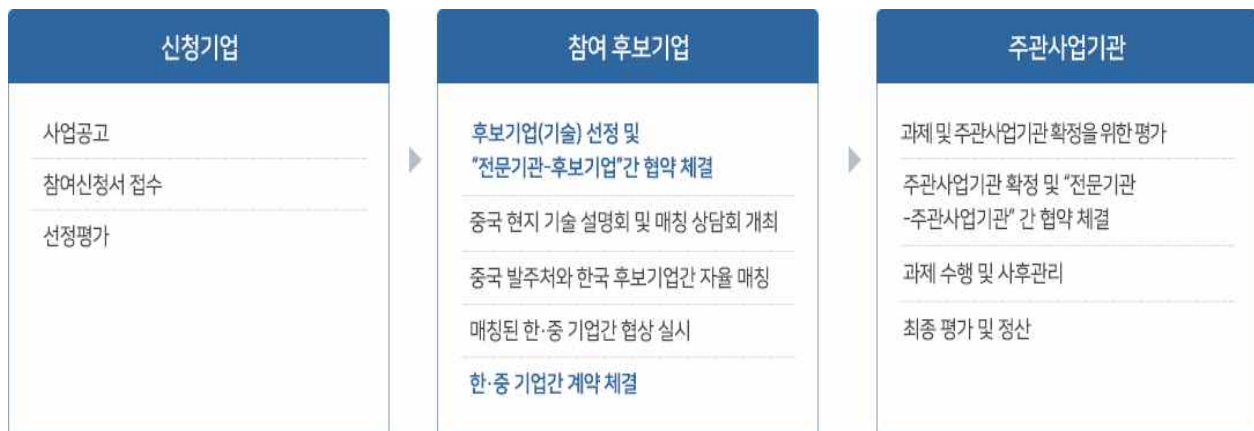 신청기업
사업공고
참여신청서 접수
선정평가
참여 후보기업
후보기업(기술) 선정 및
"전문기관-후보기업"간 협약 체결
중국 현지 기술 설명회 및 매칭 상담회 개최
중국 발주처와 한국 후보기업간 자율 매칭
매칭된 한·중 기업간 협상 실시
한·중 기업간 계약 체결
주관사업기관
과제 및 주관사업기관 확정을 위한 평가
주관사업기관 확정 및 "전문기관
-주관사업기관" 간 협약 체결
과제 수행 및 사후관리
최종 평가 및 정산